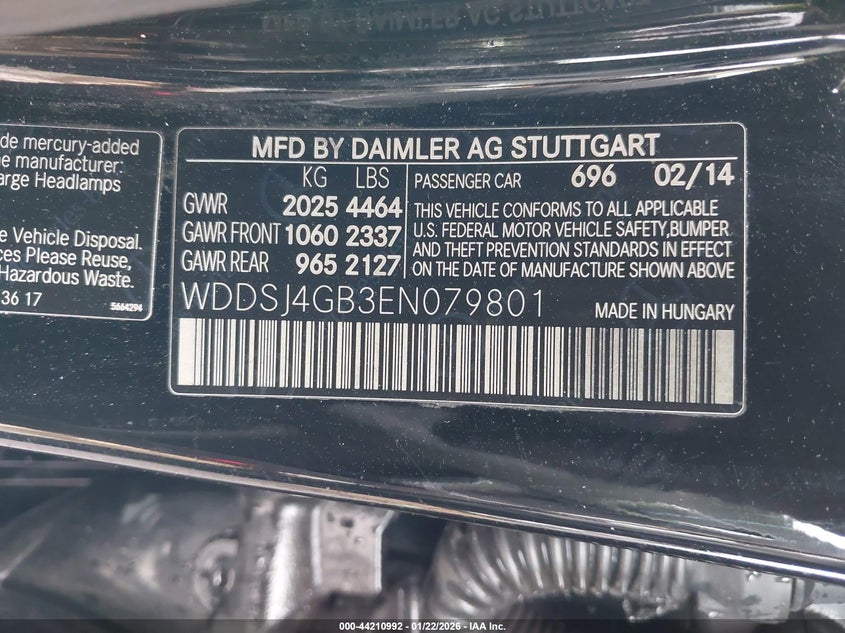 de mercury-added
e manufacturer:
arge Headlamps
e Vehicle Disposal.
ces Please Reuse,
Hazardous Waste.
36 17
5664294
MFD BY DAIMLER AG STUTTGART
KG LBS
GVWR 2025 4464
GAWR FRONT 1060 2337
GAWR REAR 965 2127
PASSENGER CAR 696 02/14
THIS VEHICLE CONFORMS TO ALL APPLICABLE
U.S. FEDERAL MOTOR VEHICLE SAFETY,BUMPER
AND THEFT PREVENTION STANDARDS IN EFFECT
ON THE DATE OF MANUFACTURE SHOWN ABOVE
WDDSJ4GB3EN079801 MADE IN HUNGARY
000-44210992 - 01/22/2026 - IAA Inc.